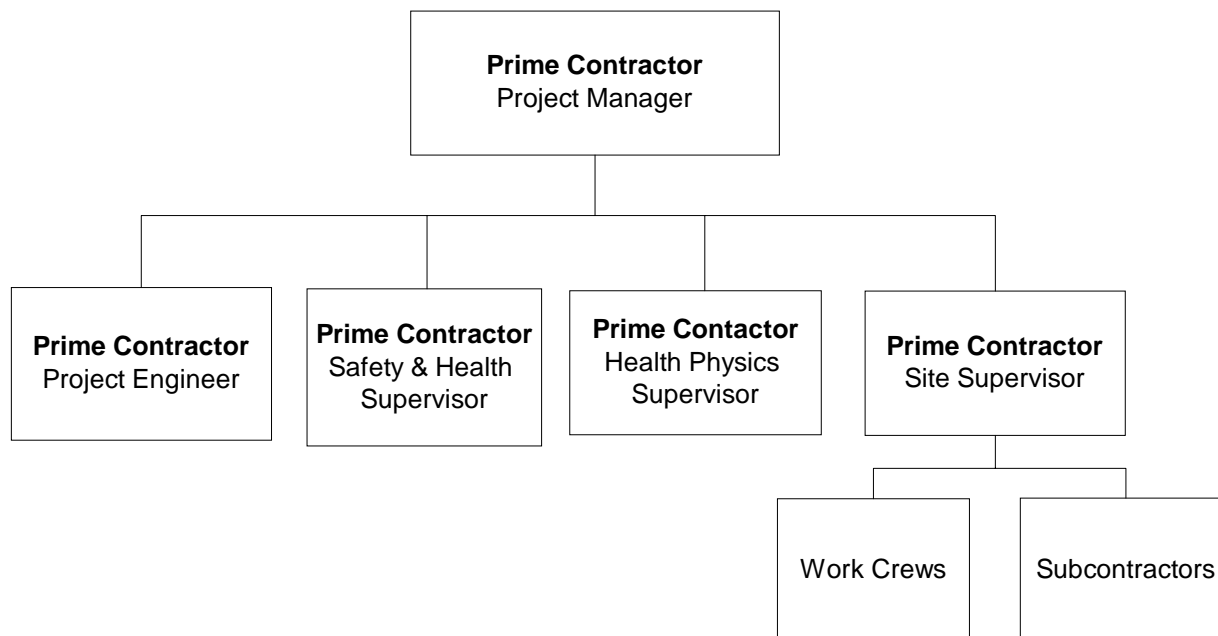 Prime Contractor
Project Manager
Prime Contractor
Project Engineer
Prime Contractor
Safety & Health
Supervisor
Prime Contactor
Health Physics
Supervisor
Prime Contractor
Site Supervisor
Work Crews
Subcontractors